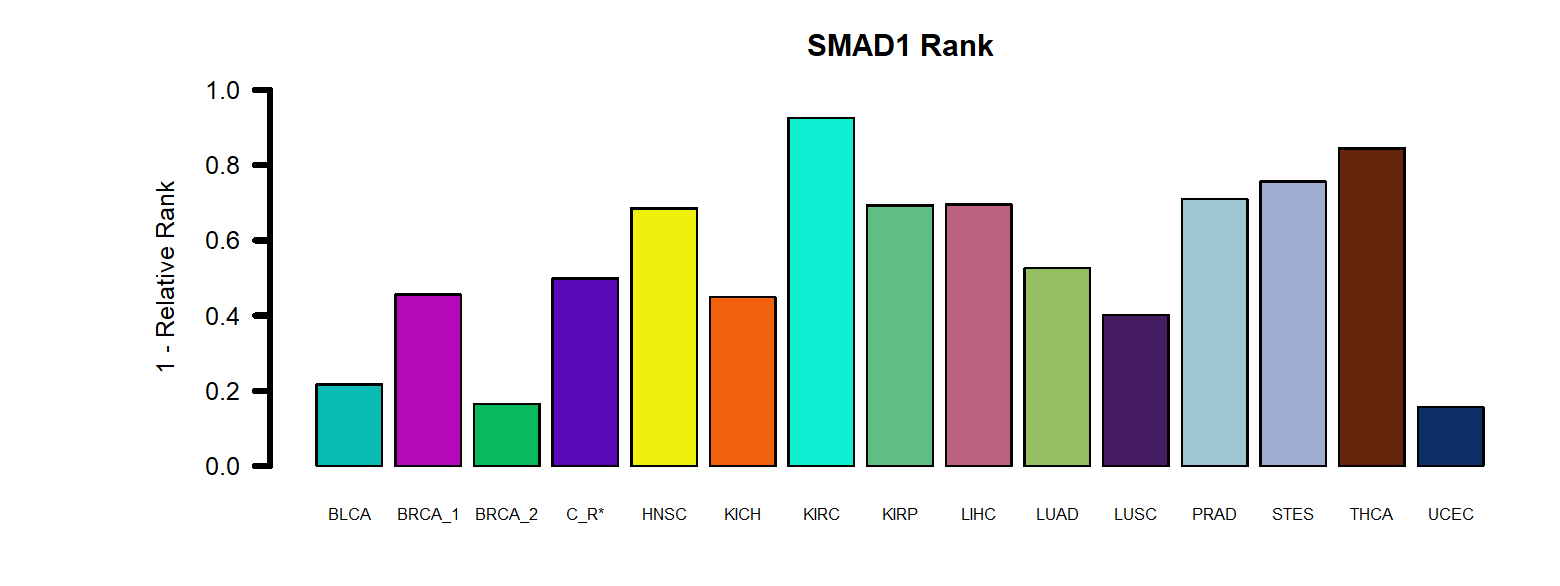 SMAD1 Rank
1 - Relative Rank
1.0
0.8
0.6
0.4
0.2
0.0
BLCA BRCA_1 BRCA_2 C_R* HNSC KICH KIRC KIRP LIHC LUAD LUSC PRAD STES THCA UCEC